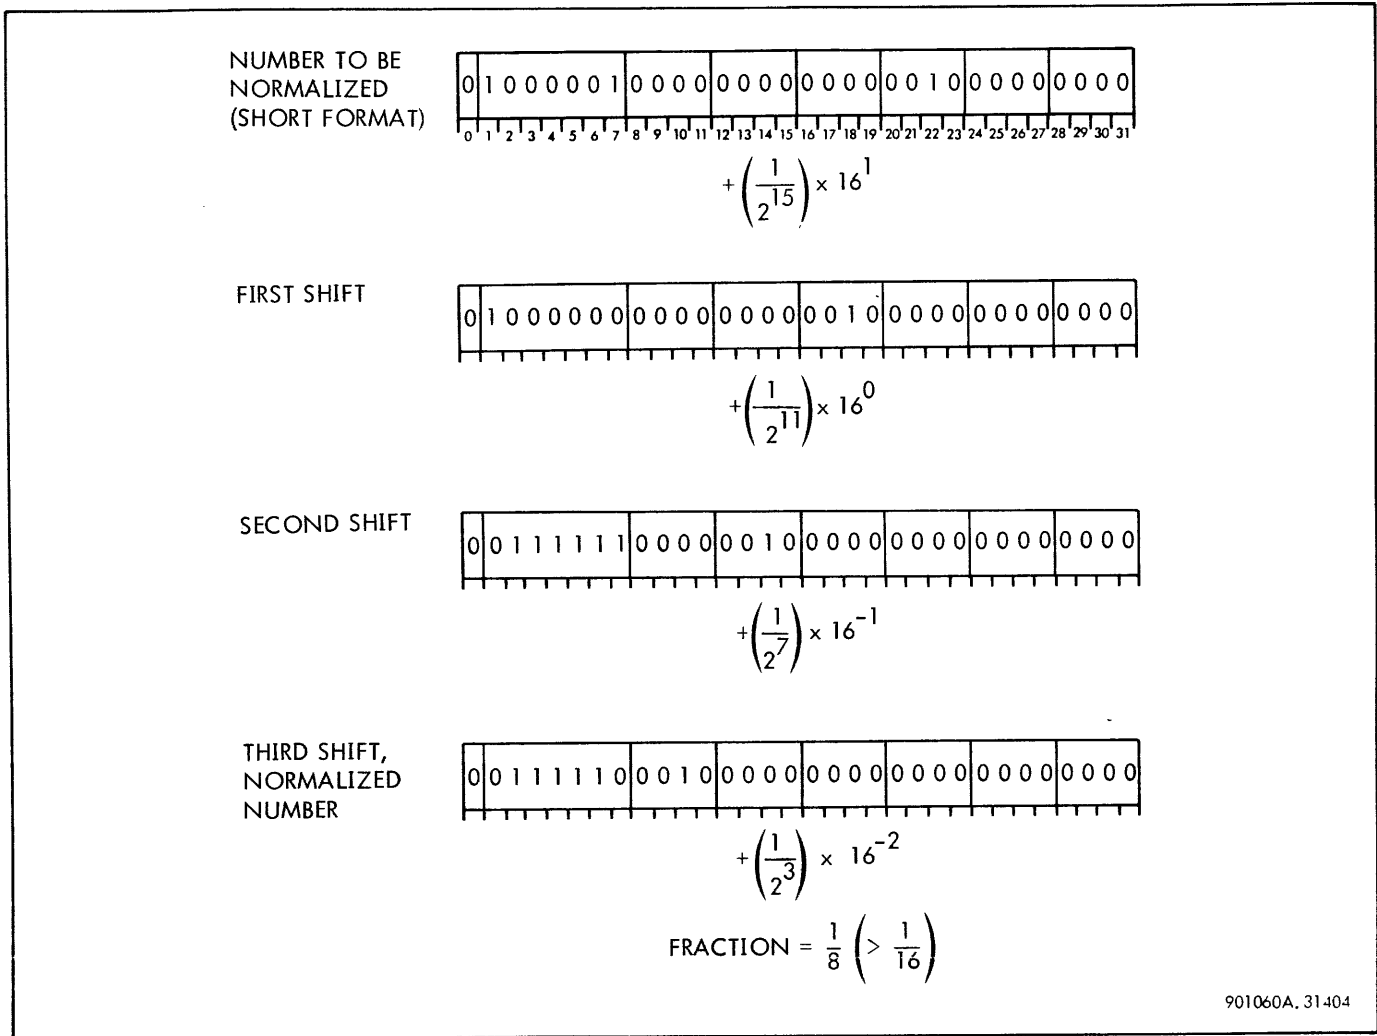 NUMBER TO BE
NORMALIZED
(SHORT FORMAT)
0 1 0 0 0 0 0 1 0 0 0 0 0 0 0 0 0 0 0 0 0 0 1 0 0 0 0 0 0 0 0 0
0 1 2 3 4 5 6 7 8 9 10 11 12 13 14 15 16 17 18 19 20 21 22 23 24 25 26 27 28 29 30 31
+ (1/2^15) × 16^1
FIRST SHIFT
0 1 0 0 0 0 0 0 0 0 0 0 0 0 0 0 0 0 1 0 0 0 0 0 0 0 0 0 0 0 0 0
+ (1/2^11) × 16^0
SECOND SHIFT
0 0 1 1 1 1 1 1 0 0 0 0 0 0 1 0 0 0 0 0 0 0 0 0 0 0 0 0 0 0 0 0
+ (1/2^7) × 16^-1
THIRD SHIFT,
NORMALIZED
NUMBER
0 0 1 1 1 1 1 0 0 0 1 0 0 0 0 0 0 0 0 0 0 0 0 0 0 0 0 0 0 0 0 0
+ (1/2^3) × 16^-2
FRACTION = 1/8 (> 1/16)
901060A. 31404